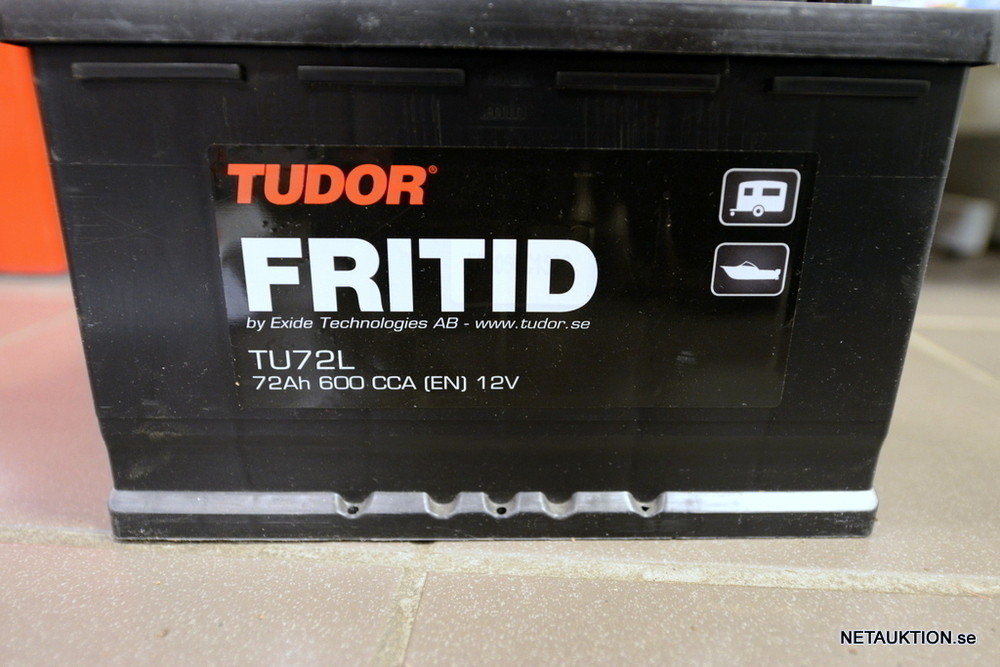 TUDOR®
FRITID
by Exide Technologies AB - www.tudor.se
TU72L
72Ah 600 CCA (EN) 12V
NETAUKTION.se